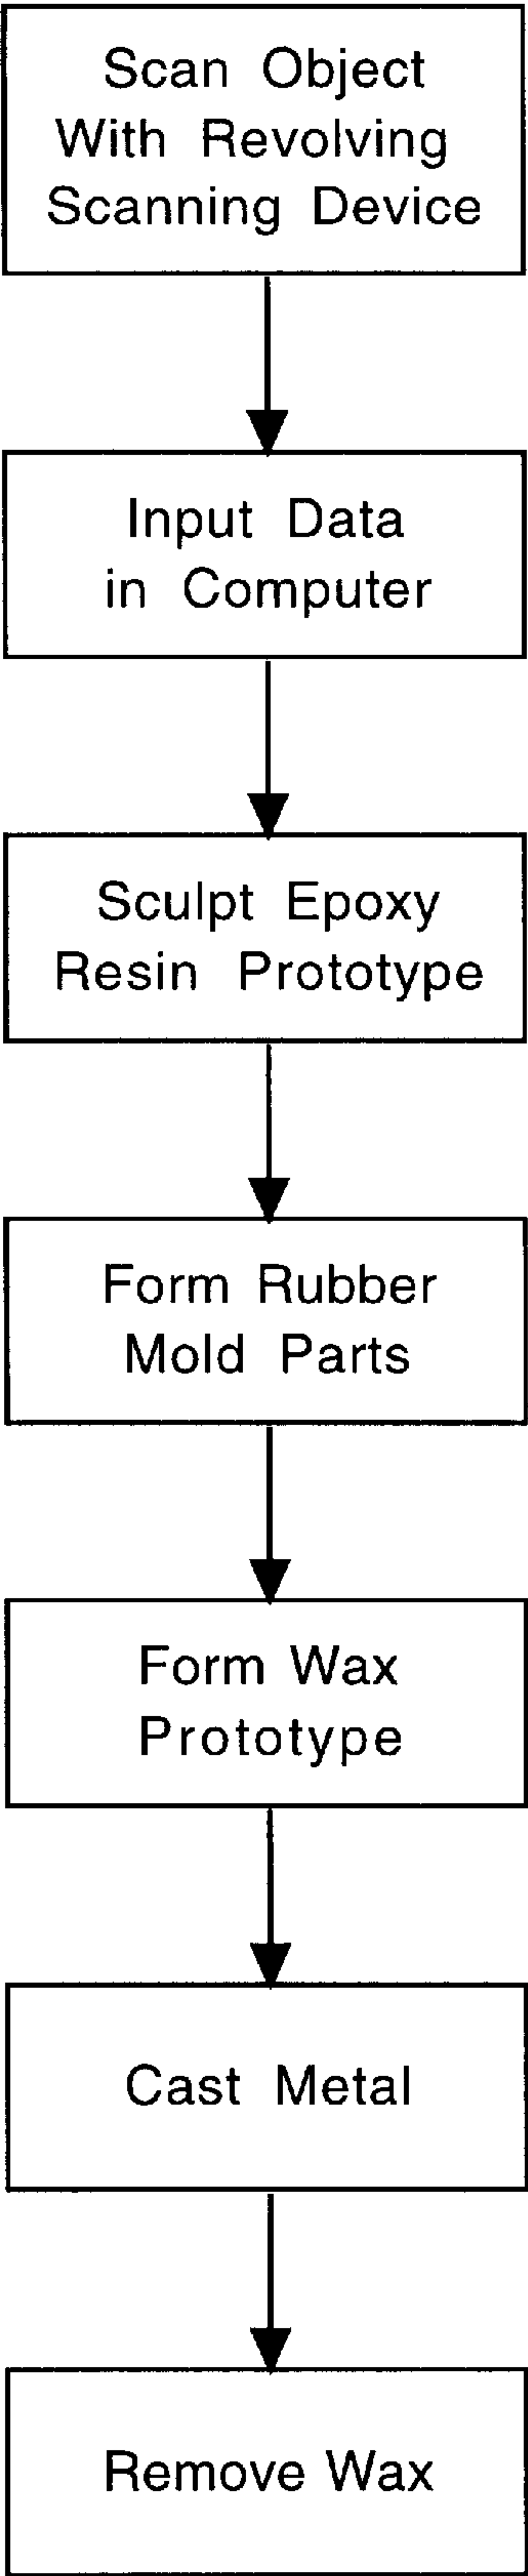 Scan Object
With Revolving
Scanning Device
Input Data
in Computer
Sculpt Epoxy
Resin Prototype
Form Rubber
Mold Parts
Form Wax
Prototype
Cast Metal
Remove Wax